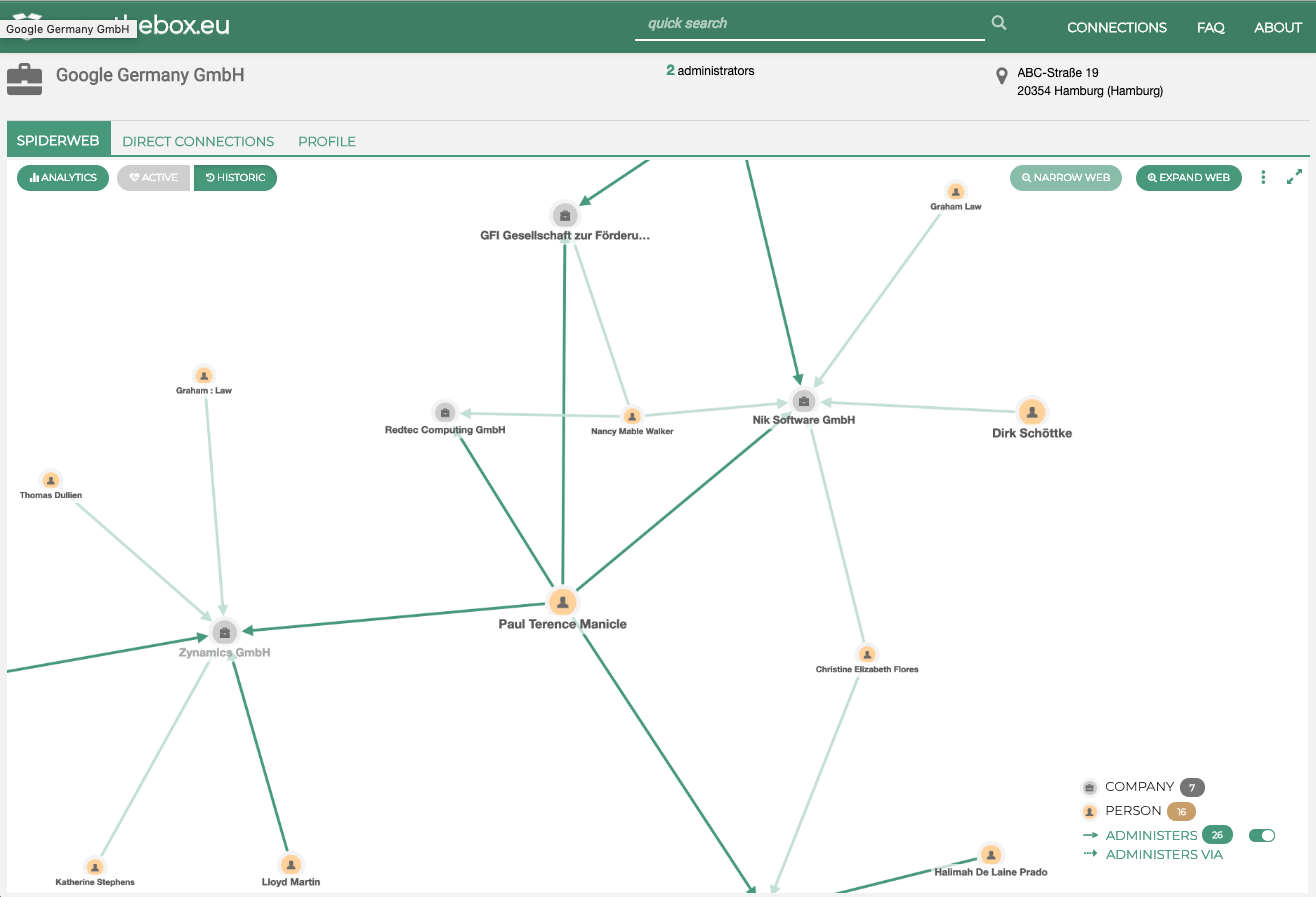 Google Germany GmbH
thebox.eu
quick search
CONNECTIONS
FAQ
ABOUT
Google Germany GmbH
2 administrators
ABC-Straße 19
20354 Hamburg (Hamburg)
SPIDERWEB
DIRECT CONNECTIONS
PROFILE
ANALYTICS
ACTIVE
HISTORIC
NARROW WEB
EXPAND WEB
Graham Law
GFI Gesellschaft zur Förderu...
Graham : Law
Redtec Computing GmbH
Nancy Mable Walker
Nik Software GmbH
Dirk Schöttke
Thomas Dullien
Paul Terence Manicle
Zynamics GmbH
Christine Elizabeth Flores
COMPANY 7
PERSON 16
ADMINISTERS 26
ADMINISTERS VIA
Katherine Stephens
Lloyd Martin
Halimah De Laine Prado